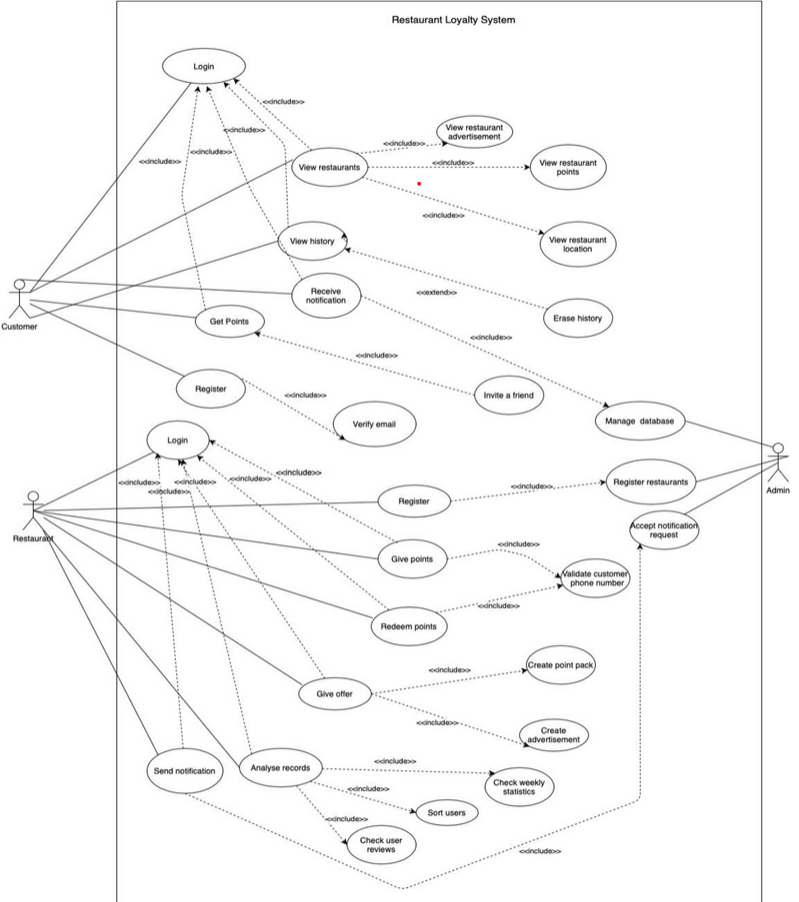 Restaurant Loyalty System
Login
<<include>>
View restaurant
advertisement
<<include>>
<<include>>
<<include>>
<<include>>
<<include>>
View restaurants
View restaurant
points
<<include>>
View history
View restaurant
location
Receive
notification
<<extend>>
Customer
Get Points
Erase history
<<include>>
<<include>>
Register
<<include>>
Invite a friend
Verify email
Manage database
Login
<<include>>
<<include>>
<<include>>
<<include>>
<<include>>
Register restaurants
<<include>>
Admin
Register
Restaurant
Accept notification
request
<<include>>
Give points
Validate customer
phone number
<<include>>
Redeem points
Create point pack
<<include>>
Give offer
<<include>>
Create
advertisement
Send notification
Analyse records
<<include>>
Check weekly
statistics
<<include>>
Sort users
<<include>>
Check user
reviews
<<include>>